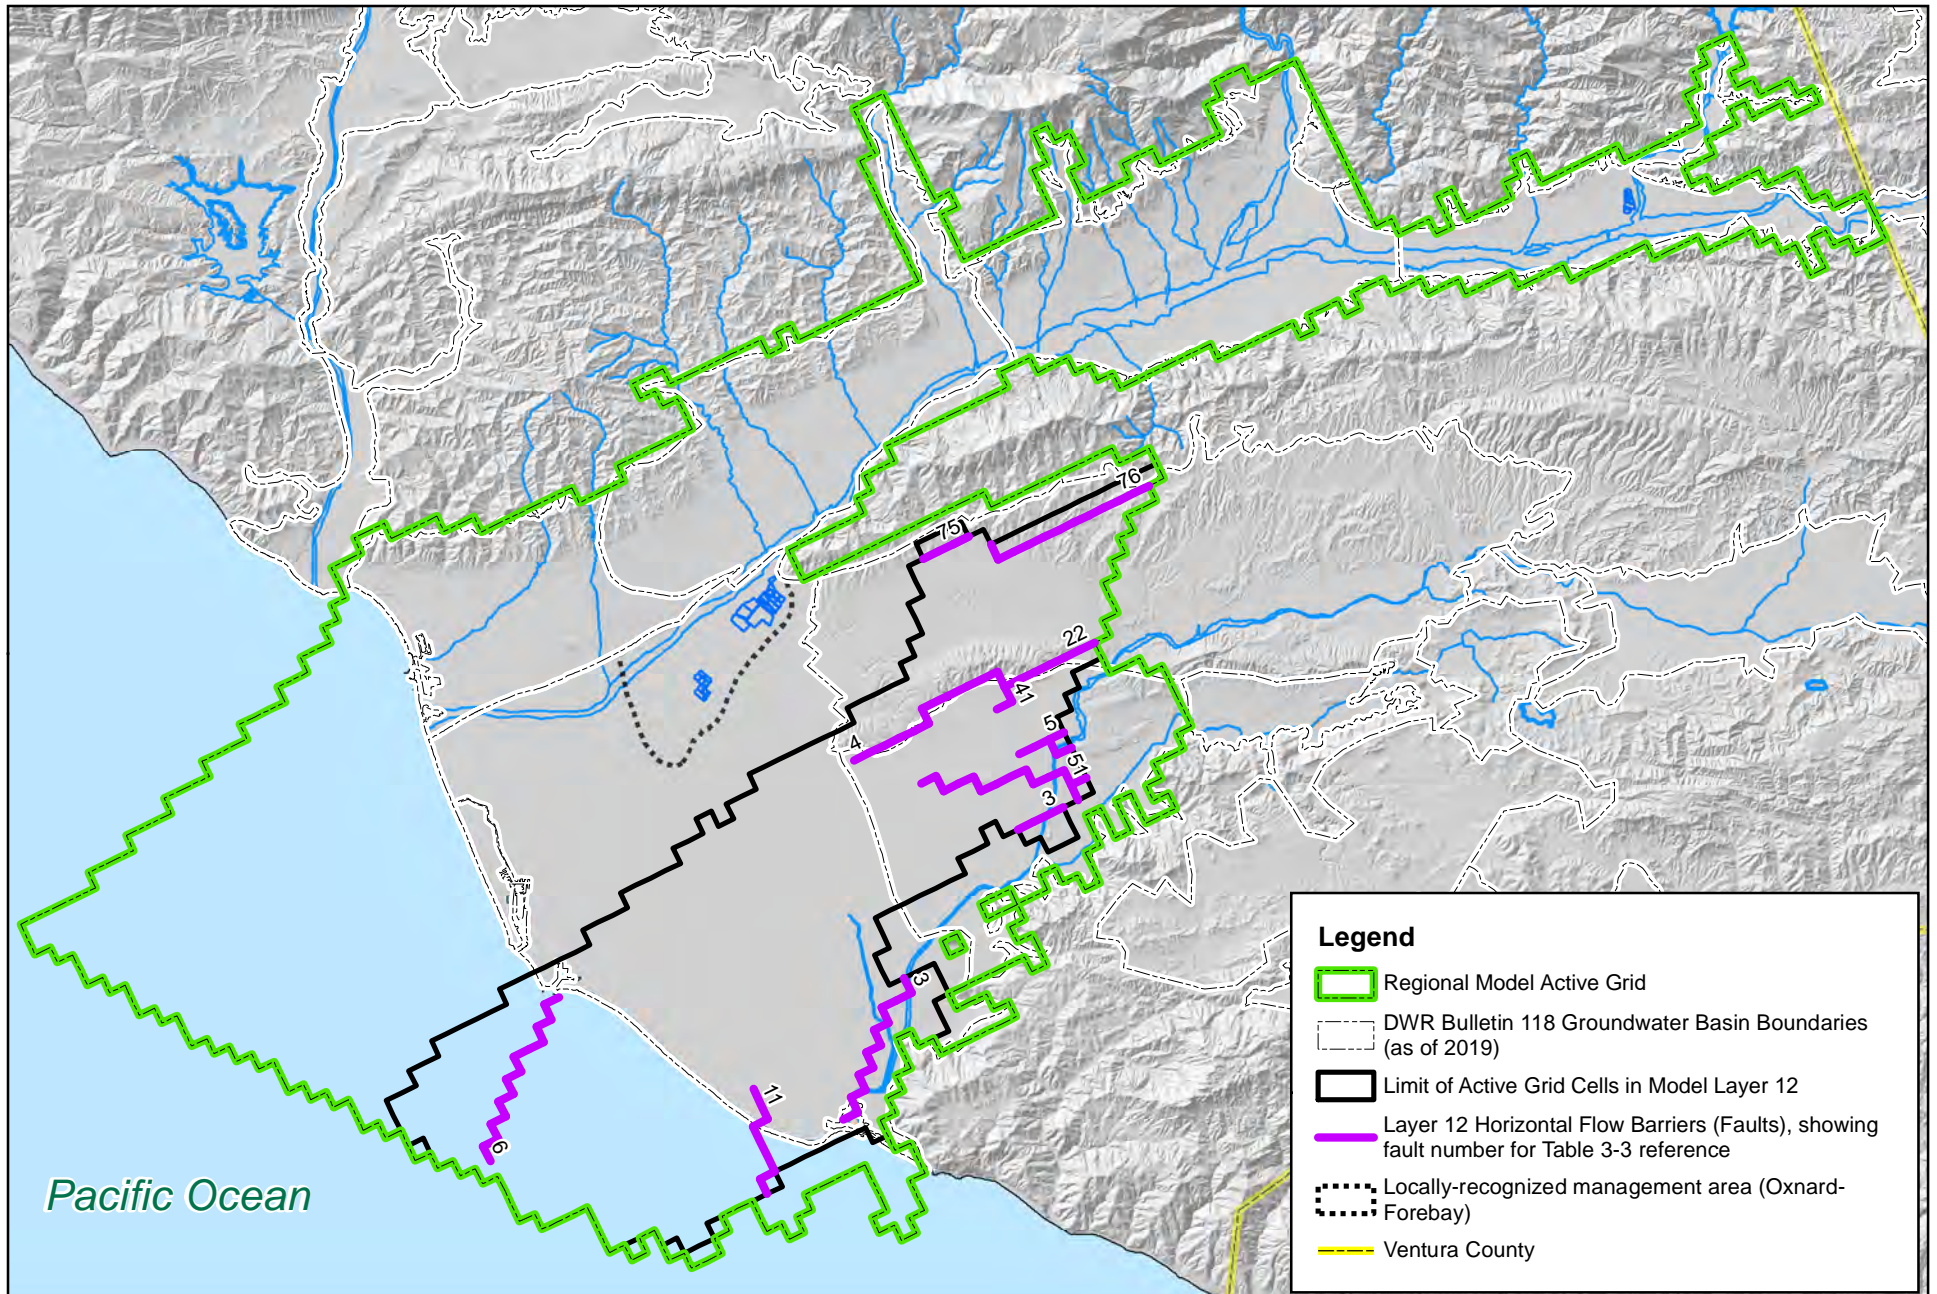 76
75
22
41
4
5
51
3
3
11
6
Pacific Ocean
Legend
Regional Model Active Grid
DWR Bulletin 118 Groundwater Basin Boundaries
(as of 2019)
Limit of Active Grid Cells in Model Layer 12
Layer 12 Horizontal Flow Barriers (Faults), showing
fault number for Table 3-3 reference
Locally-recognized management area (Oxnard-
Forebay)
Ventura County